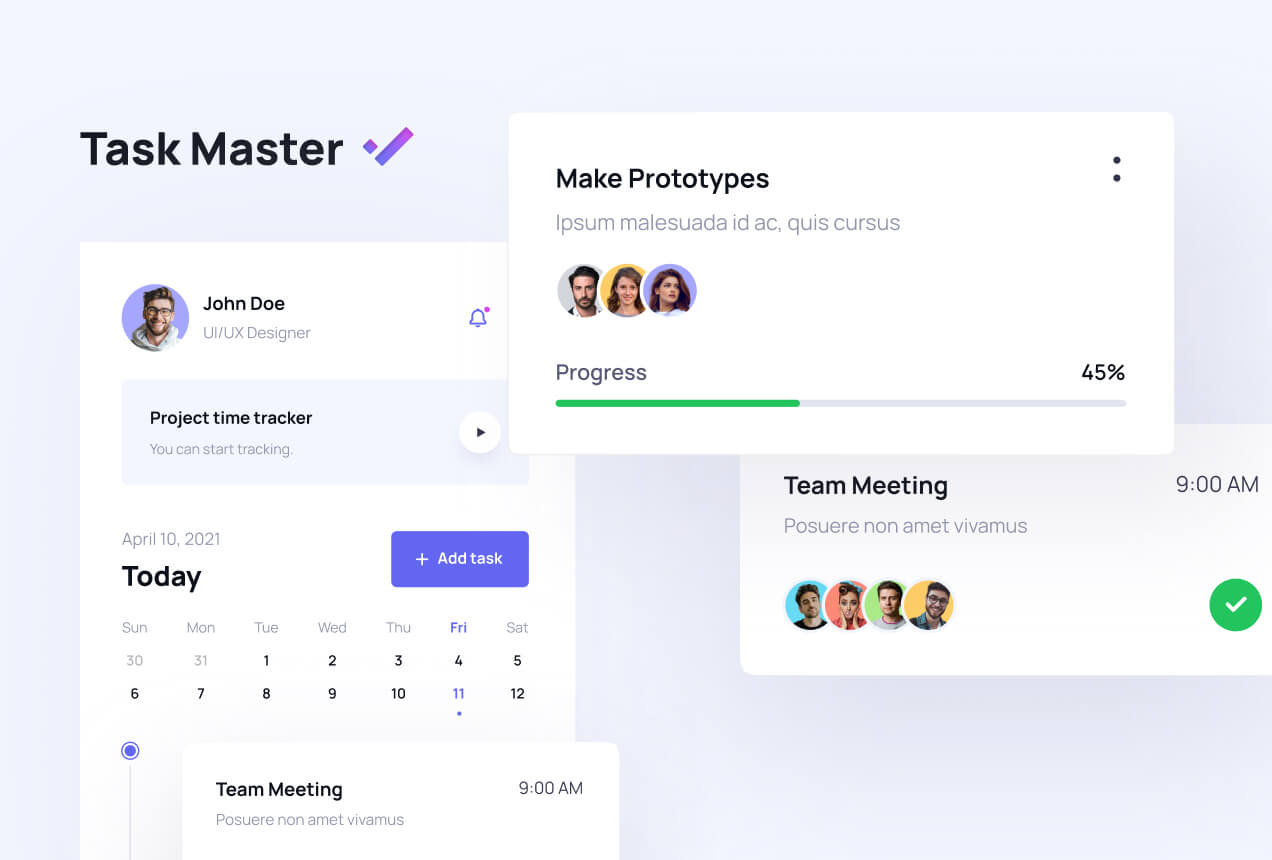 Task Master
John Doe
UI/UX Designer
Project time tracker
You can start tracking.
April 10, 2021
Today
+ Add task
Sun Mon Tue Wed Thu Fri Sat
30 31 1 2 3 4 5
6 7 8 9 10 11 12
Team Meeting 9:00 AM
Posuere non amet vivamus
Make Prototypes
Ipsum malesuada id ac, quis cursus
Progress 45%
Team Meeting 9:00 AM
Posuere non amet vivamus